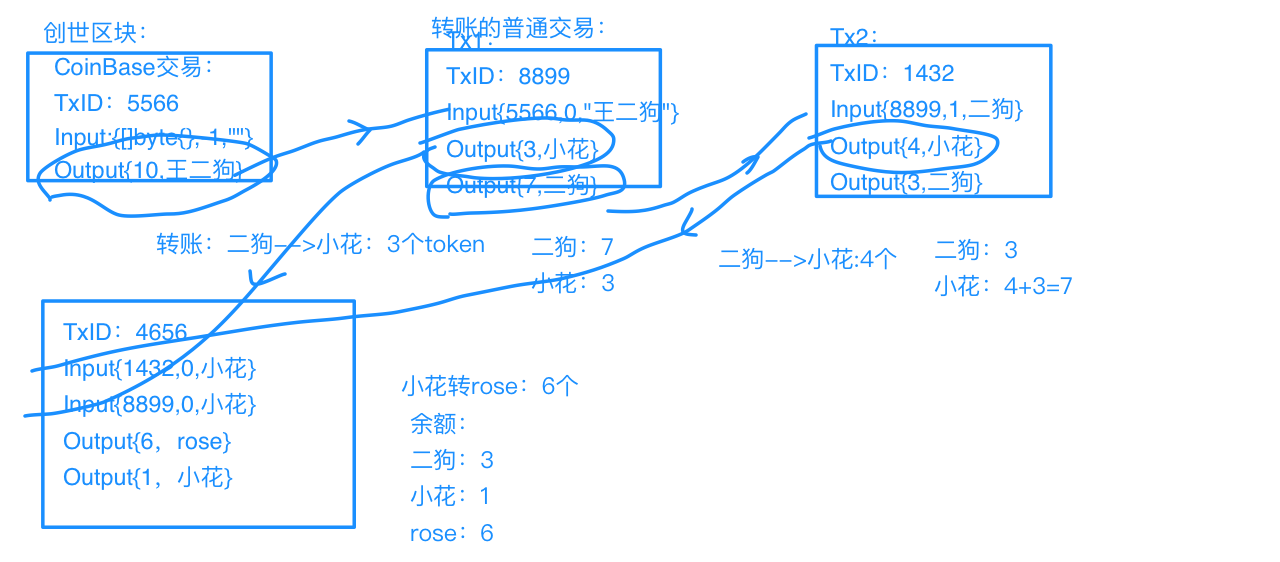 创世区块：
CoinBase交易：
TxID：5566
Input:{[]byte{},-1,""}
Output{10,王二狗}
转账的普通交易：
Tx1：
TxID：8899
Input{5566,0,"王二狗"}
Output{3,小花}
Output{7,二狗}
Tx2：
TxID：1432
Input{8899,1,二狗}
Output{4,小花}
Output{3,二狗}
转账：二狗-->小花：3个token
二狗：7
小花：3
二狗-->小花:4个
二狗：3
小花：4+3=7
TxID：4656
Input{1432,0,小花}
Input{8899,0,小花}
Output{6，rose}
Output{1，小花}
小花转rose：6个
余额：
二狗：3
小花：1
rose：6